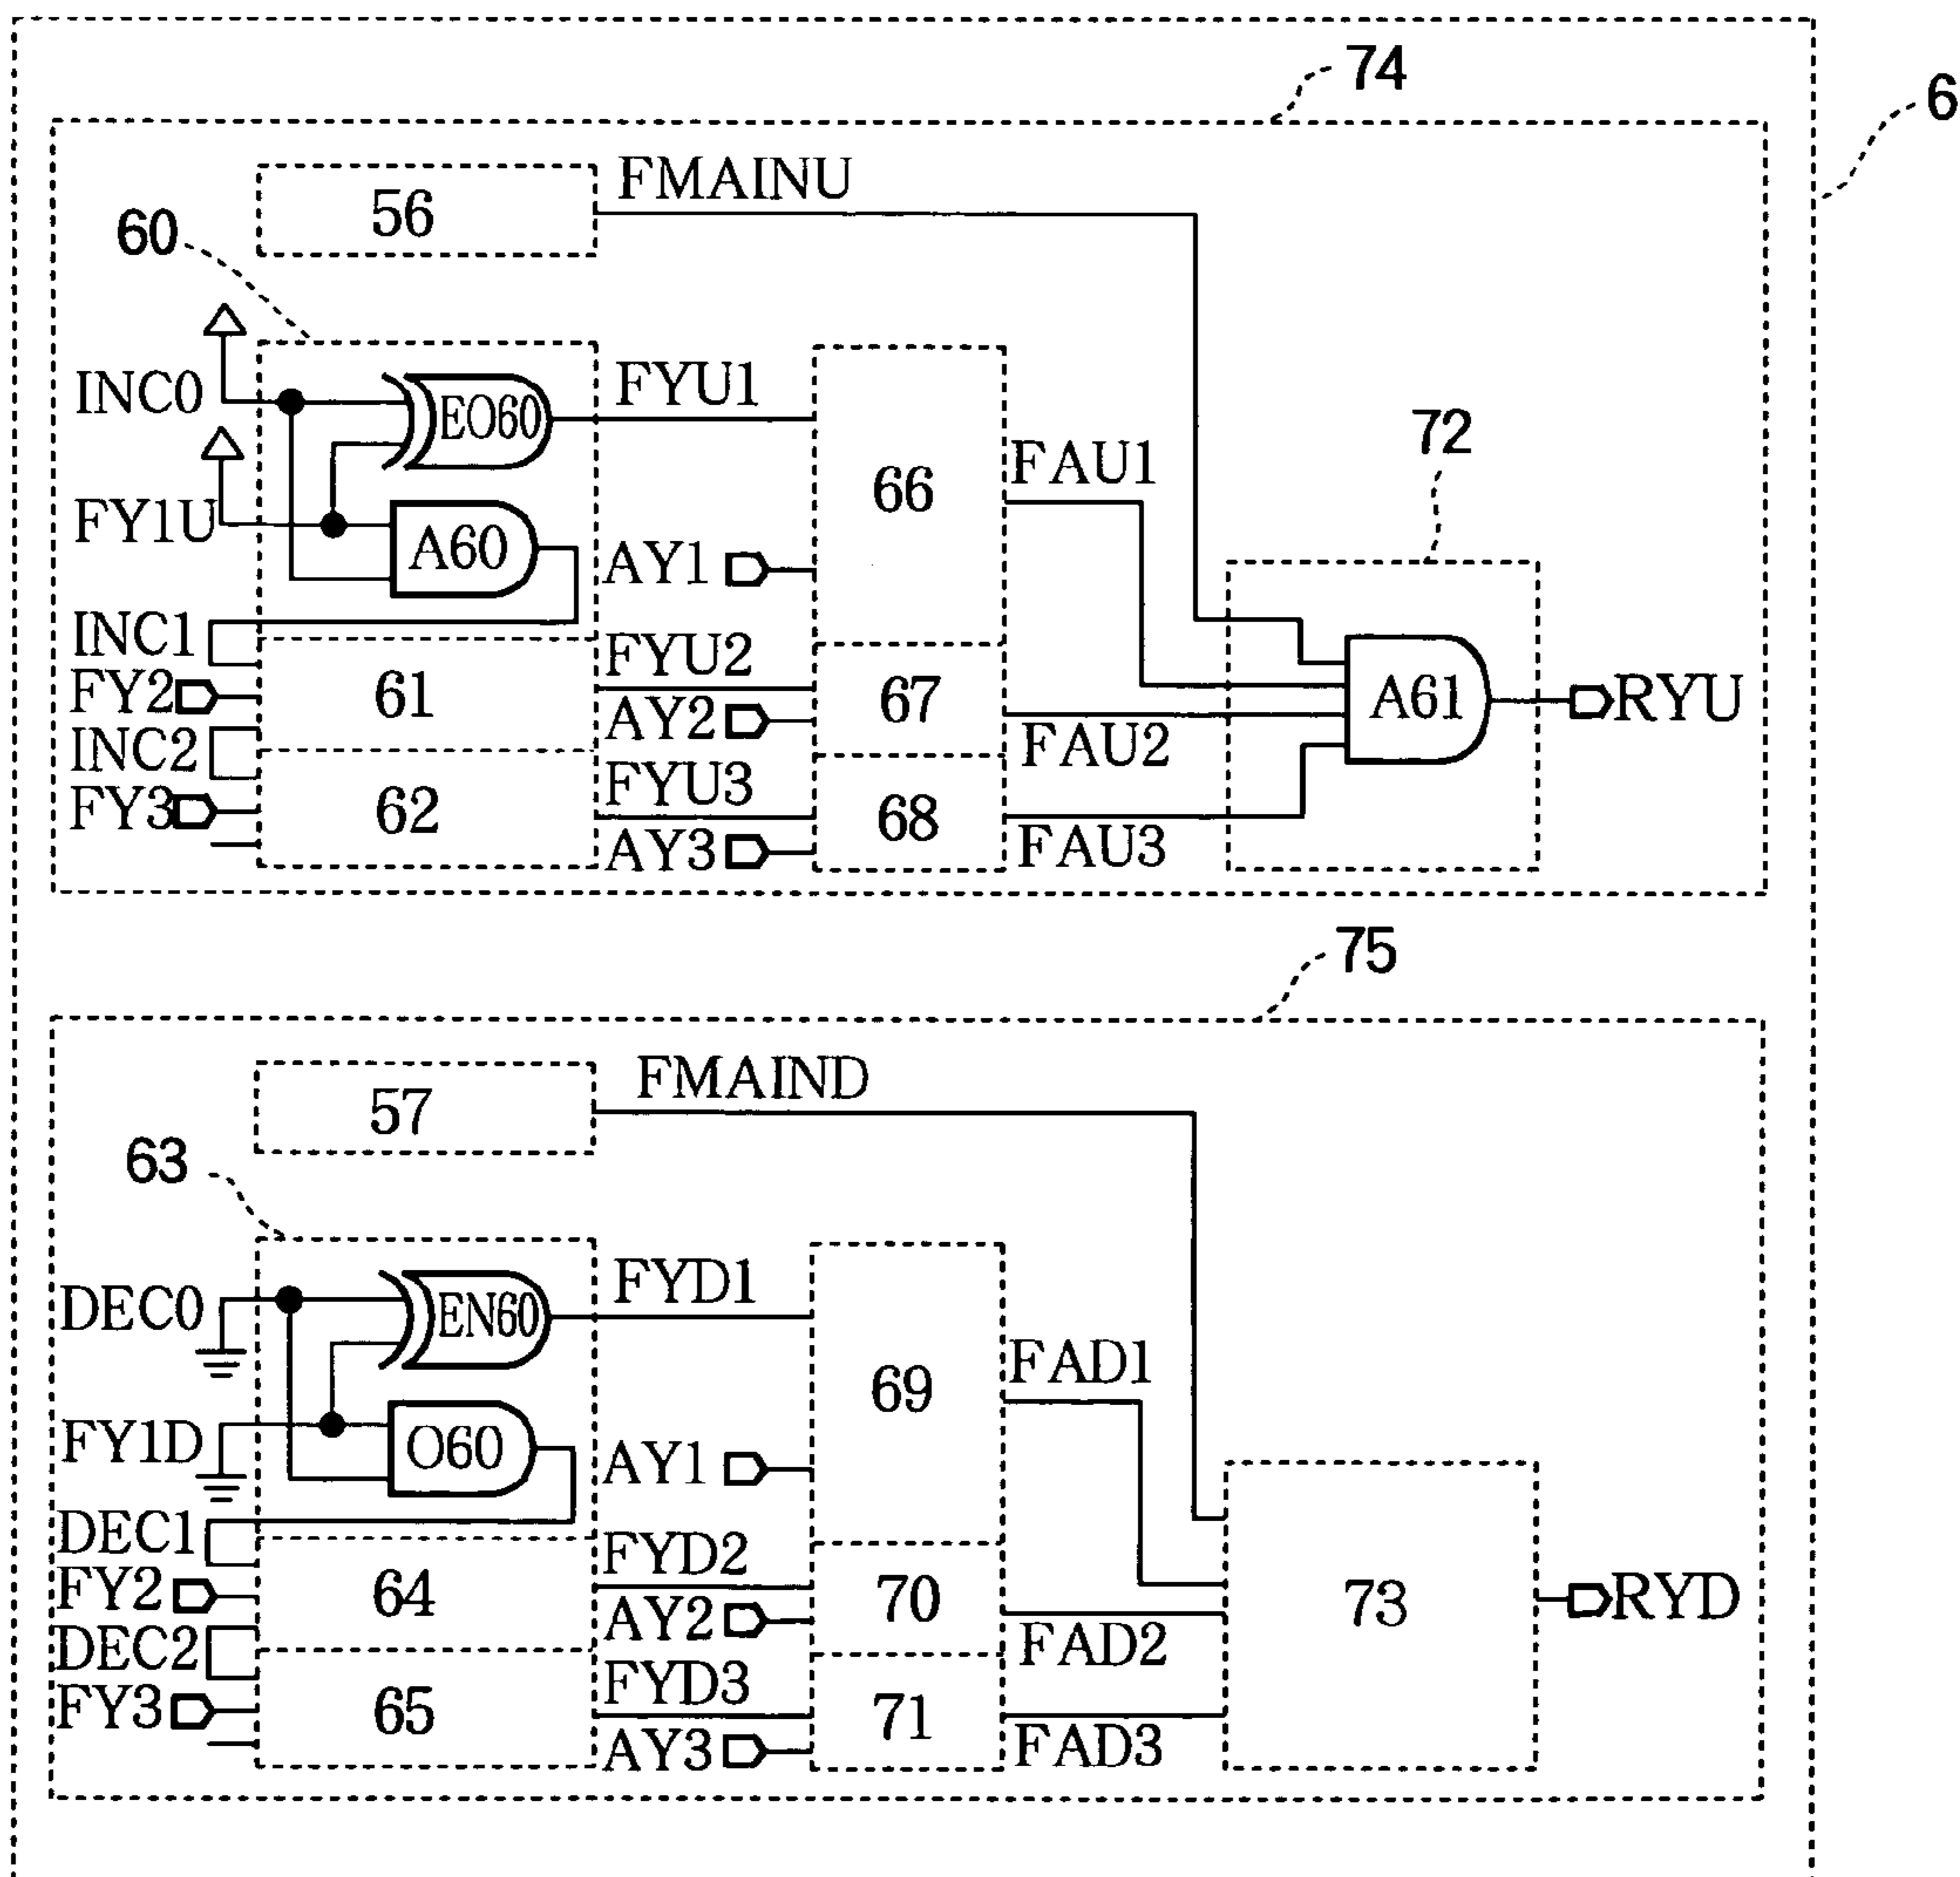 74
6
56
FMAINU
60
INC0
EO60
FYU1
FY1U
A60
66
FAU1
72
AY1
INC1
FY2
61
FYU2
AY2
67
FAU2
A61
RYU
INC2
FY3
62
FYU3
AY3
68
FAU3
75
57
FMAIND
63
DEC0
EN60
FYD1
FY1D
O60
69
FAD1
AY1
DEC1
FY2
64
FYD2
AY2
70
FAD2
73
RYD
DEC2
FY3
65
FYD3
AY3
71
FAD3